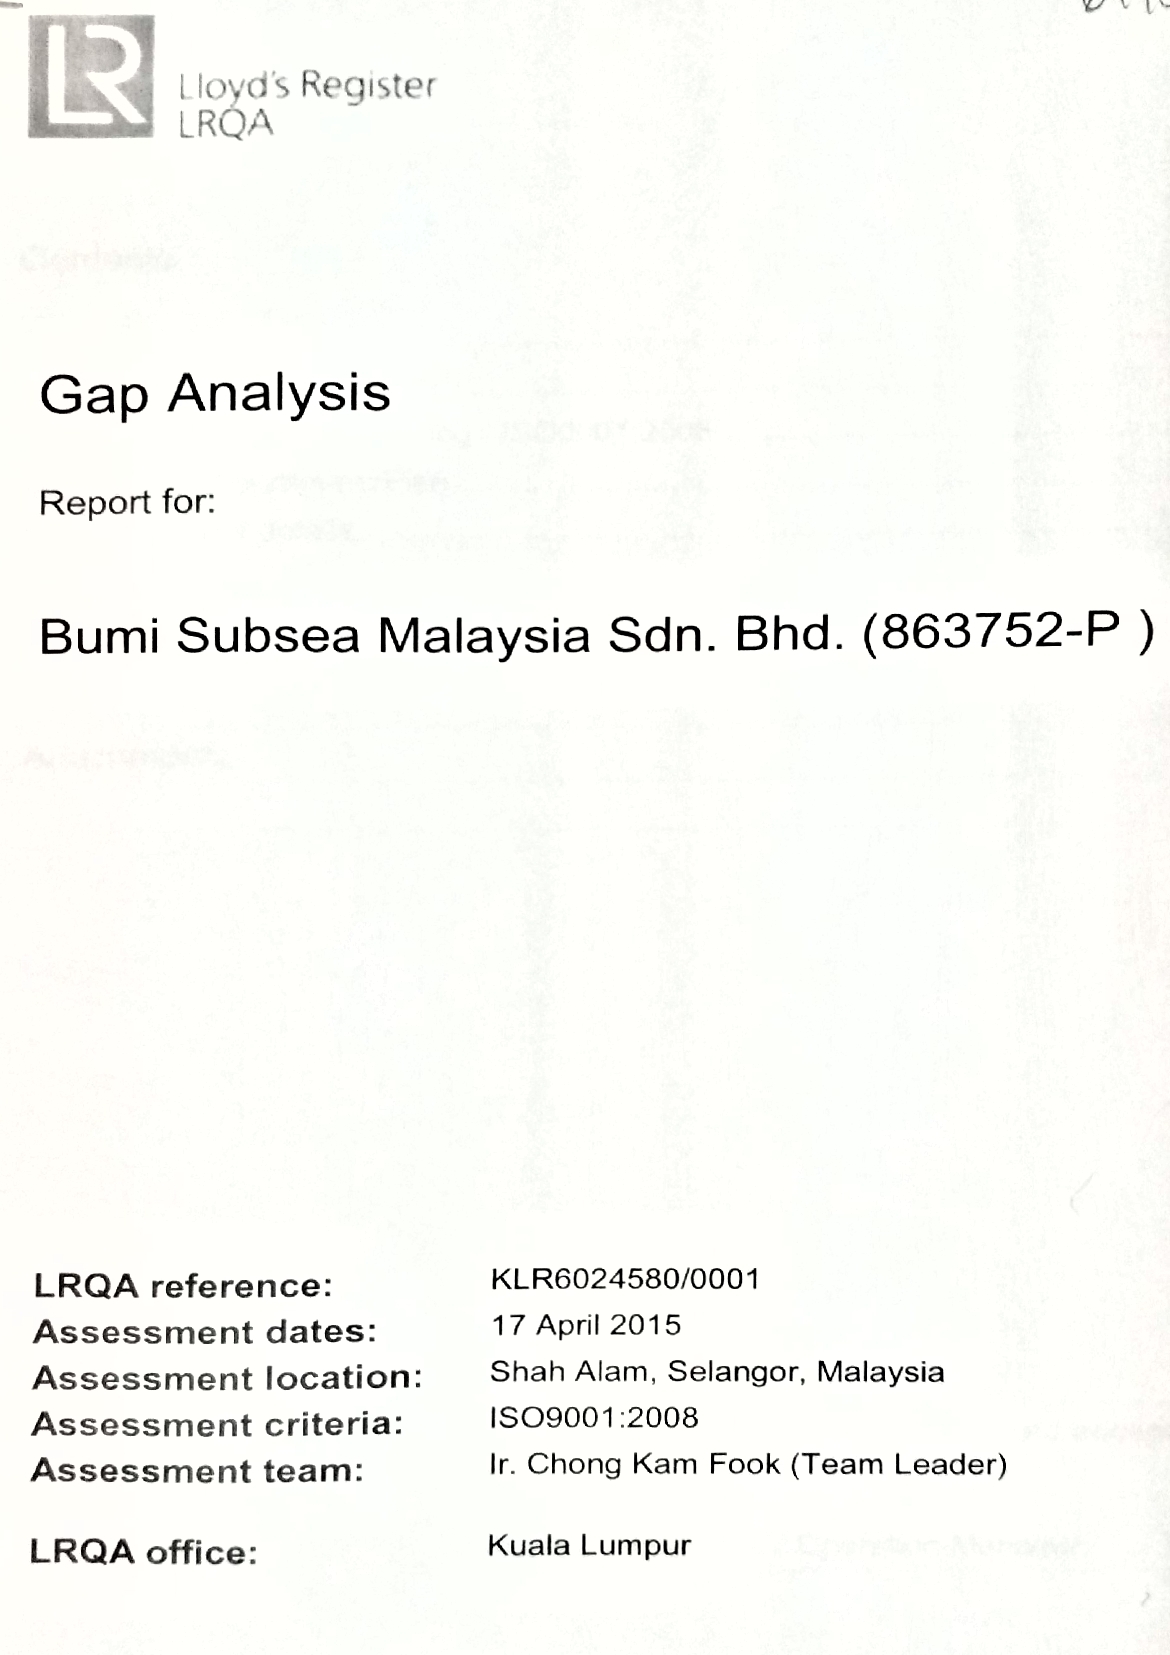 LR
Lloyd's Register
LRQA
Gap Analysis
Report for:
Bumi Subsea Malaysia Sdn. Bhd. (863752-P )
LRQA reference: KLR6024580/0001
Assessment dates: 17 April 2015
Assessment location: Shah Alam, Selangor, Malaysia
Assessment criteria: ISO9001:2008
Assessment team: Ir. Chong Kam Fook (Team Leader)
LRQA office: Kuala Lumpur